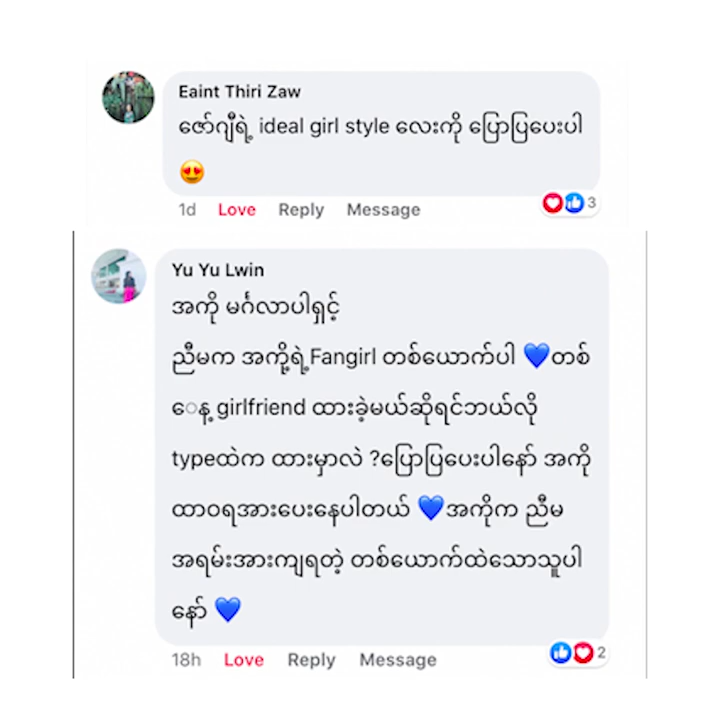 Eaint Thiri Zaw
ဇော်ဂျီရဲ့ ideal girl style လေးကို ပြောပြပေးပါ
😍
1d Love Reply Message 3
Yu Yu Lwin
အကို မင်္ဂလာပါရှင့်
ညီမက အကို့ရဲ့Fangirl တစ်ယောက်ပါ 💙တစ်
ေန့ girlfriend ထားခဲ့မယ်ဆိုရင်ဘယ်လို
typeထဲက ထားမှာလဲ ?ပြောပြပေးပါနော် အကို
ထာဝရအားပေးနေပါတယ် 💙အကိုက ညီမ
အရမ်းအားကျရတဲ့ တစ်ယောက်ထဲသောသူပါ
နော် 💙
18h Love Reply Message 2